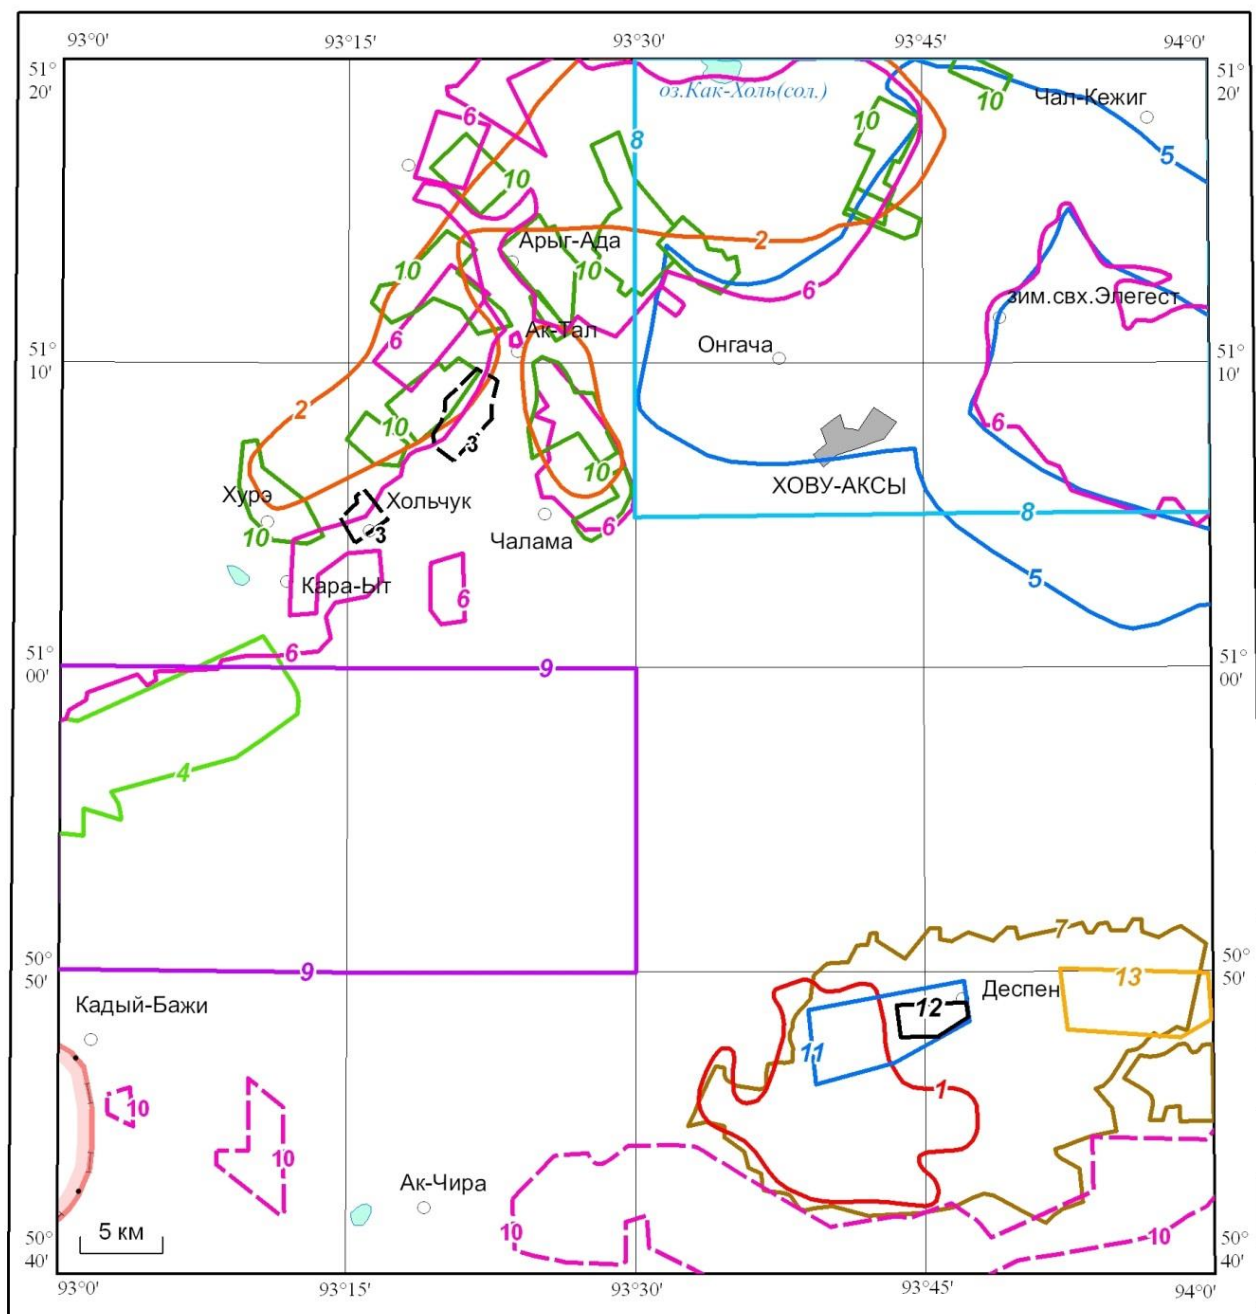 93°0' 93°15' 93°30' 93°45' 94°0'
51° 20'
51° 20'
оз.Как-Холь(сол.)
10
Чал-Кежиг
6
10
8
5
10
10
2
Арыг-Ада
10
10
6
зим.свх.Элегест
6
Ак-Тал
Онгача
51° 10'
51° 10'
2
10
3
6
10
ХОВУ-АКСЫ
Хурэ
Хольчук
10
3
Чалама
6
8
Кара-Ыт
6
5
6
51° 00'
9
51° 00'
4
7
50° 50'
9
50° 50'
13
Кадый-Бажи
Деспен
12
11
1
10
10
Ак-Чира
10
10
5 км
50° 40'
50° 40'
93°0' 93°15' 93°30' 93°45' 94°0'